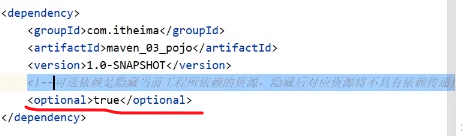 <dependency>
<groupId>com.itheima</groupId>
<artifactId>maven_03_pojo</artifactId>
<version>1.0-SNAPSHOT</version>
<!--可选依赖是隐藏当前工程所依赖的资源，隐藏后对应资源将不具有依赖传递
<optional>true</optional>
</dependency>